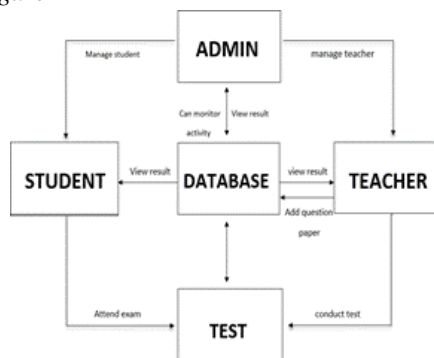 ADMIN
Manage student
manage teacher
Can monitor View result
activity
STUDENT
View result
DATABASE
view result
TEACHER
Add question
paper
Attend exam
TEST
conduct test